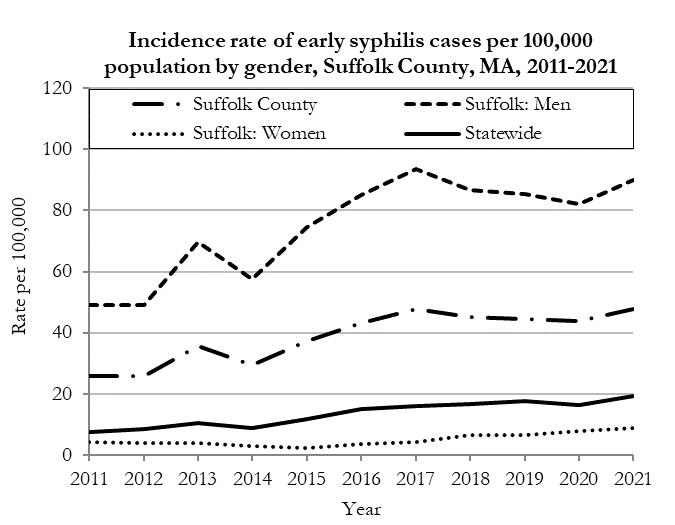 Incidence rate of early syphilis cases per 100,000
population by gender, Suffolk County, MA, 2011-2021
Suffolk County
Suffolk: Men
Suffolk: Women
Statewide
120
100
80
60
40
20
0
Rate per 100,000
2011 2012 2013 2014 2015 2016 2017 2018 2019 2020 2021
Year